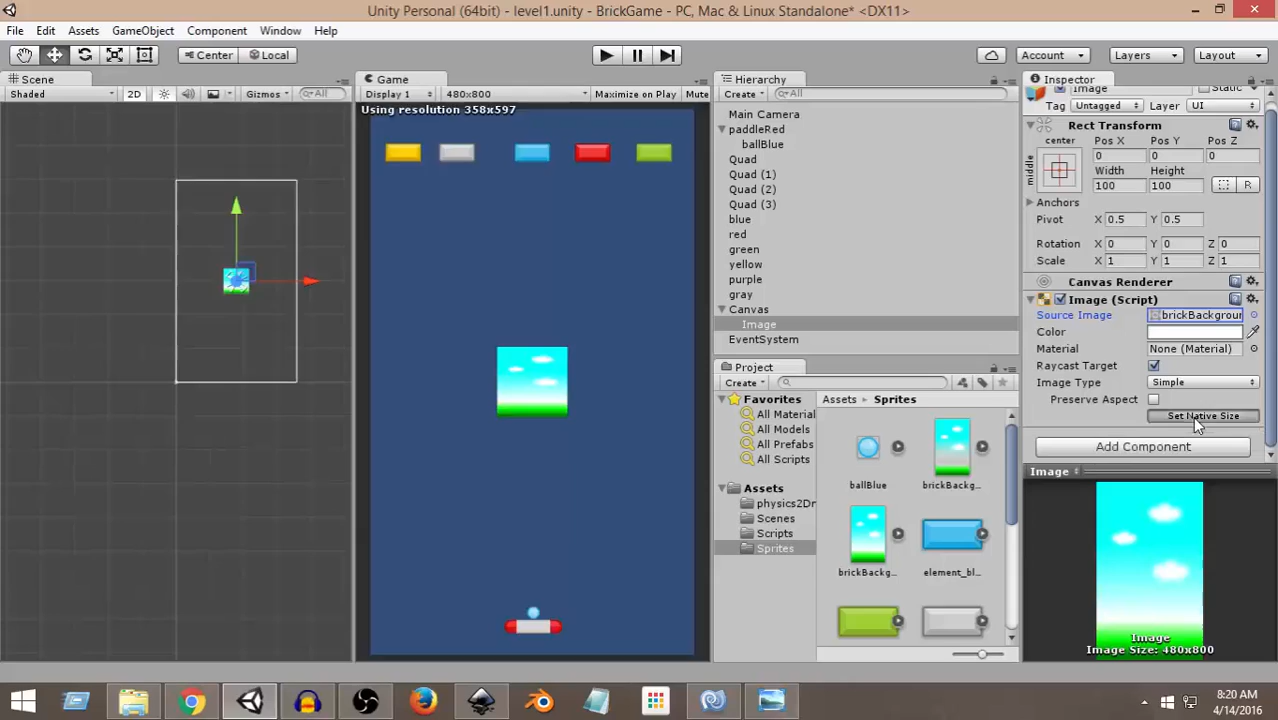 Unity Personal (64bit) - level1.unity - BrickGame - PC, Mac & Linux Standalone* <DX11>
File Edit Assets GameObject Component Window Help
Center Local Account Layers Layout
Scene
Shaded 2D Gizmos All
Game
Display 1 480x800 Maximize on Play Mute
Using resolution 358x597
Hierarchy
Create All
Main Camera
paddleRed
ballBlue
Quad
Quad (1)
Quad (2)
Quad (3)
blue
red
green
yellow
purple
gray
Canvas
Image
EventSystem
Project
Create
Favorites
All Material
All Models
All Prefabs
All Scripts
Assets
physics2Dm
Scenes
Scripts
Sprites
Assets Sprites
ballBlue
brickBackg...
brickBackg...
element_bl...
Inspector
Image Static
Tag Untagged Layer UI
Rect Transform
center
middle
Pos X Pos Y Pos Z
0 0 0
Width Height
100 100
R
Anchors
Pivot X 0.5 Y 0.5
Rotation X 0 Y 0 Z 0
Scale X 1 Y 1 Z 1
Canvas Renderer
Image (Script)
Source Image brickBackgroun
Color
Material None (Material)
Raycast Target
Image Type Simple
Preserve Aspect
Set Native Size
Add Component
Image
Image
Image Size: 480x800
8:20 AM
4/14/2016